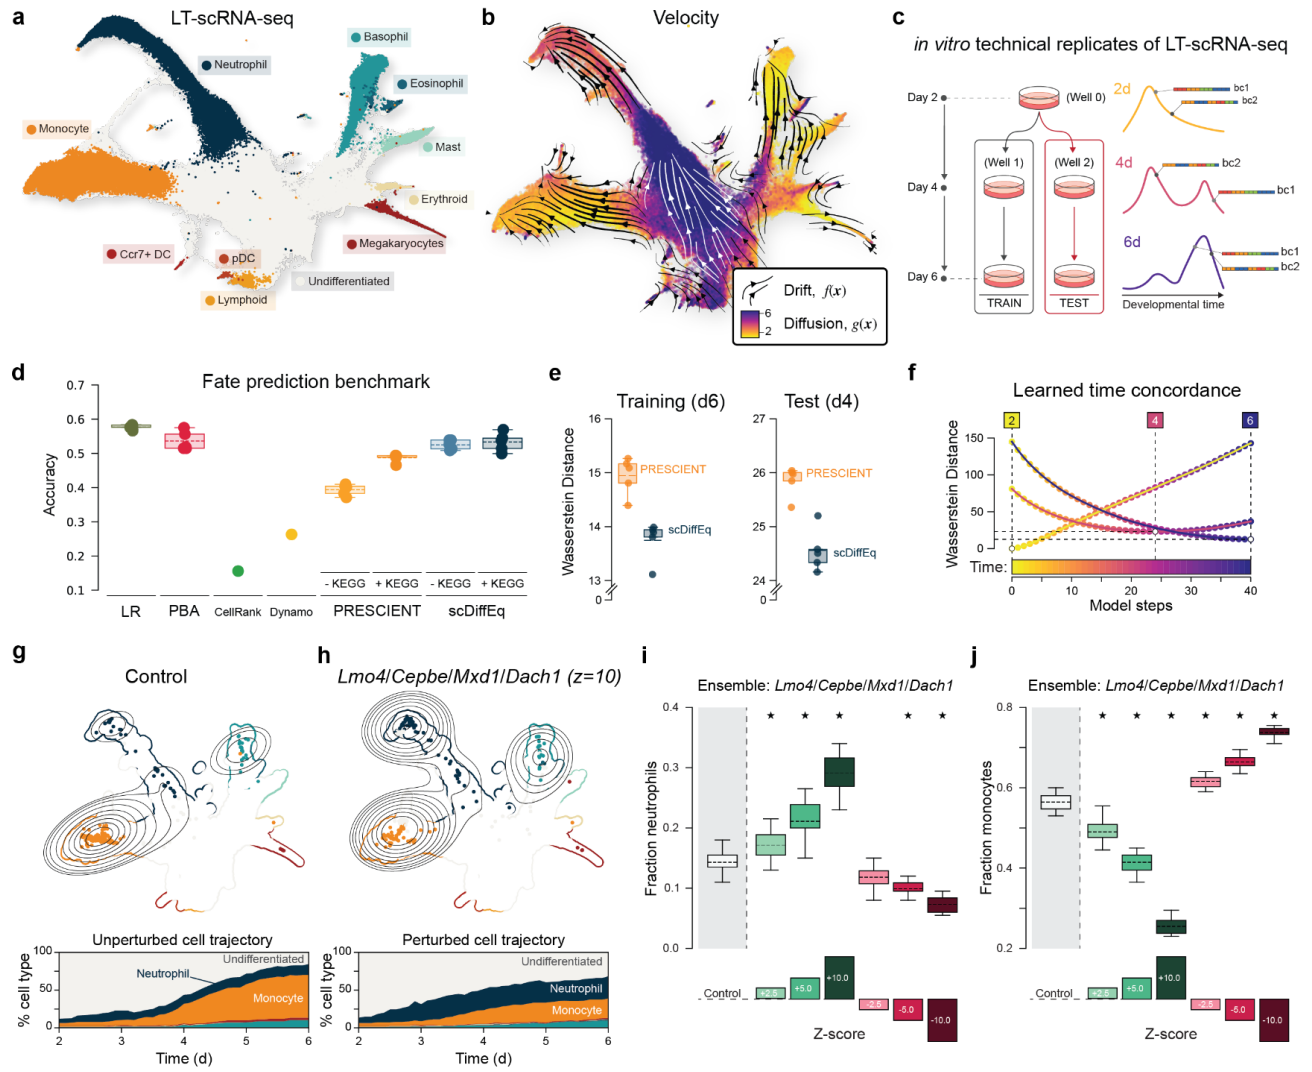 a
LT-scRNA-seq
Neutrophil
Basophil
Eosinophil
Monocyte
Mast
Erythroid
Megakaryocytes
Ccr7+ DC
pDC
Undifferentiated
Lymphoid
b
Velocity
Drift, f(x)
6
2
Diffusion, g(x)
c
in vitro technical replicates of LT-scRNA-seq
Day 2
(Well 0)
(Well 1)
(Well 2)
Day 4
Day 6
TRAIN
TEST
2d
bc1
bc2
4d
bc2
bc1
6d
bc1
bc2
Developmental time
d
Fate prediction benchmark
Accuracy
0.7
0.6
0.5
0.4
0.3
0.2
0.1
- KEGG
+ KEGG
- KEGG
+ KEGG
LR
PBA
CellRank
Dynamo
PRESCIENT
scDiffEq
e
Training (d6)
Test (d4)
Wasserstein Distance
16
15
14
13
0
PRESCIENT
scDiffEq
27
26
25
24
0
PRESCIENT
scDiffEq
f
Learned time concordance
2
4
6
Wasserstein Distance
150
100
50
0
Time:
0
10
20
30
40
Model steps
g
Control
Unperturbed cell trajectory
% cell type
100
50
0
Undifferentiated
Neutrophil
Monocyte
2
3
4
5
6
Time (d)
h
Lmo4/Cepbe/Mxd1/Dach1 (z=10)
Perturbed cell trajectory
% cell type
100
50
0
Undifferentiated
Neutrophil
Monocyte
2
3
4
5
6
Time (d)
i
Ensemble: Lmo4/Cepbe/Mxd1/Dach1
Fraction neutrophils
0.4
0.3
0.2
0.1
0.0
Control
+2.5
+5.0
+10.0
-2.5
-5.0
-10.0
Z-score
j
Ensemble: Lmo4/Cepbe/Mxd1/Dach1
Fraction monocytes
0.8
0.6
0.4
0.2
Control
+2.5
+5.0
+10.0
-2.5
-5.0
-10.0
Z-score